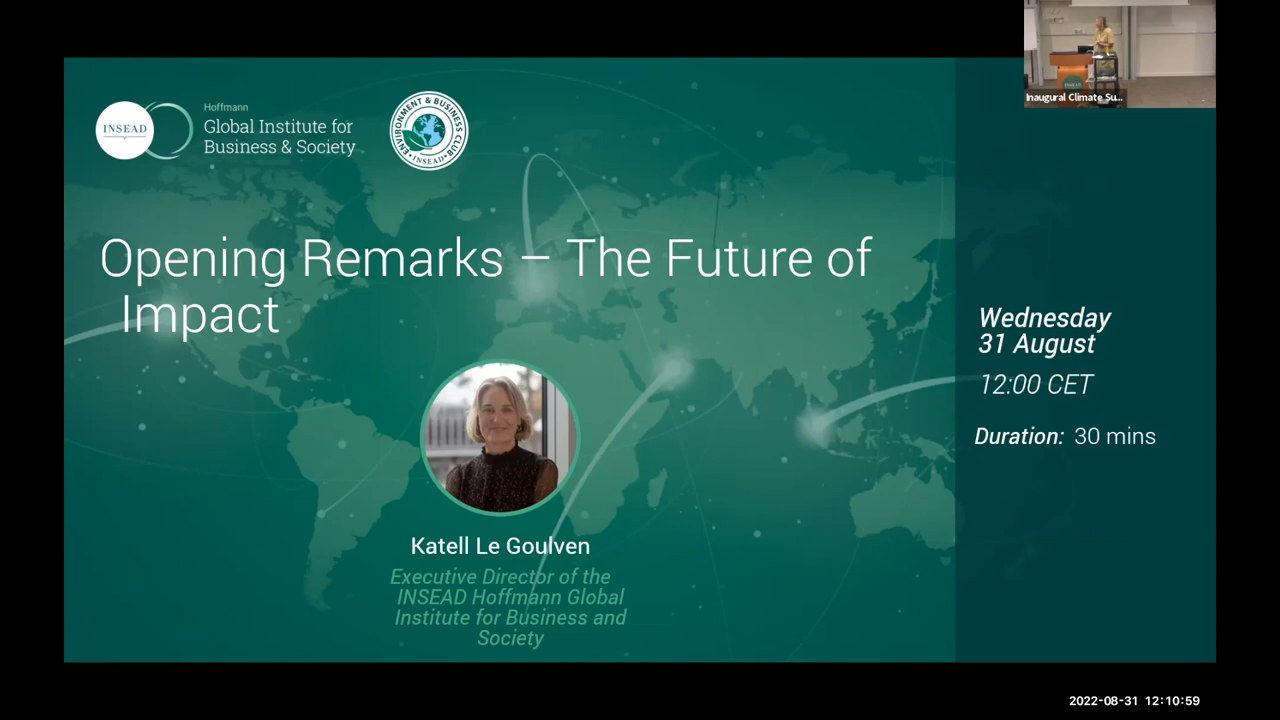 Inaugural Climate Su...
INSEAD
Hoffmann
Global Institute for
Business & Society
ENVIRONMENT & BUSINESS CLUB
• INSEAD •
Opening Remarks – The Future of
Impact
Wednesday
31 August
12:00 CET
Duration: 30 mins
Katell Le Goulven
Executive Director of the
INSEAD Hoffmann Global
Institute for Business and
Society
2022-08-31 12:10:59